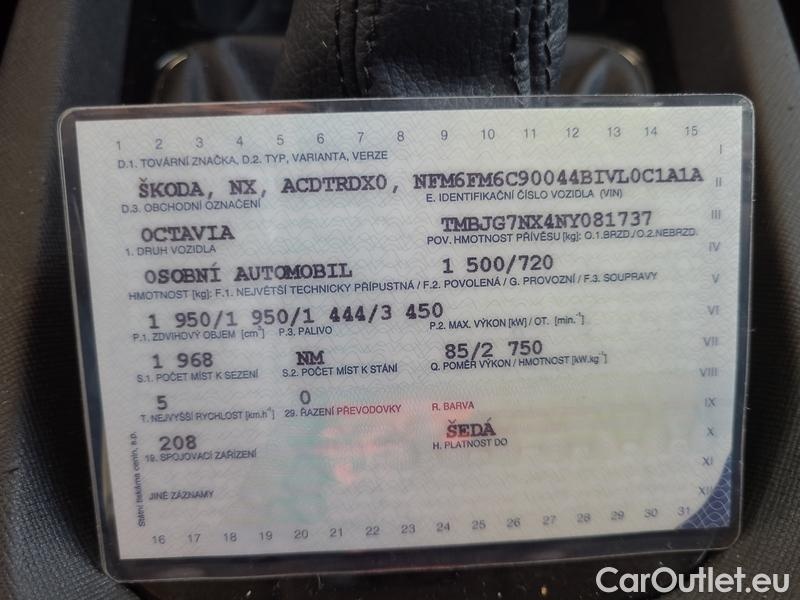 1 2 3 4 5 6 7 8 9 10 11 12 13 14 15
D.1. TOVÁRNÍ ZNAČKA, D.2. TYP, VARIANTA, VERZE
I
ŠKODA, NX, ACDTRDX0, NFM6FM6C90044BIVL0C1A1A
II
D.3. OBCHODNÍ OZNAČENÍ
E. IDENTIFIKAČNÍ ČÍSLO VOZIDLA (VIN)
OCTAVIA
TMBJG7NX4NY081737
III
1. DRUH VOZIDLA
POV. HMOTNOST PŘÍVĚSU [kg]: O.1.BRZD./O.2.NEBRZD.
IV
OSOBNÍ AUTOMOBIL
1 500/720
V
HMOTNOST [kg]: F.1. NEJVĚTŠÍ TECHNICKY PŘÍPUSTNÁ / F.2. POVOLENÁ / G. PROVOZNÍ / F.3. SOUPRAVY
1 950/1 950/1 444/3 450
VI
P.1. ZDVIHOVÝ OBJEM [cm³]
P.3. PALIVO
P.2. MAX. VÝKON [kW] / OT. [min.⁻¹]
1 968
NM
85/2 750
VII
S.1. POČET MÍST K SEZENÍ
S.2. POČET MÍST K STÁNÍ
Q. POMĚR VÝKON / HMOTNOST [kW.kg⁻¹]
VIII
5
0
T. NEJVYŠŠÍ RYCHLOST [km.h⁻¹]
29. ŘAZENÍ PŘEVODOVKY
R. BARVA
IX
208
ŠEDÁ
X
19. SPOJOVACÍ ZAŘÍZENÍ
H. PLATNOST DO
XI
JINÉ ZÁZNAMY
XII
Státní tiskárna cenin, s.p.
16 17 18 19 20 21 22 23 24 25 26 27 28 29 30 31
CarOutlet.eu